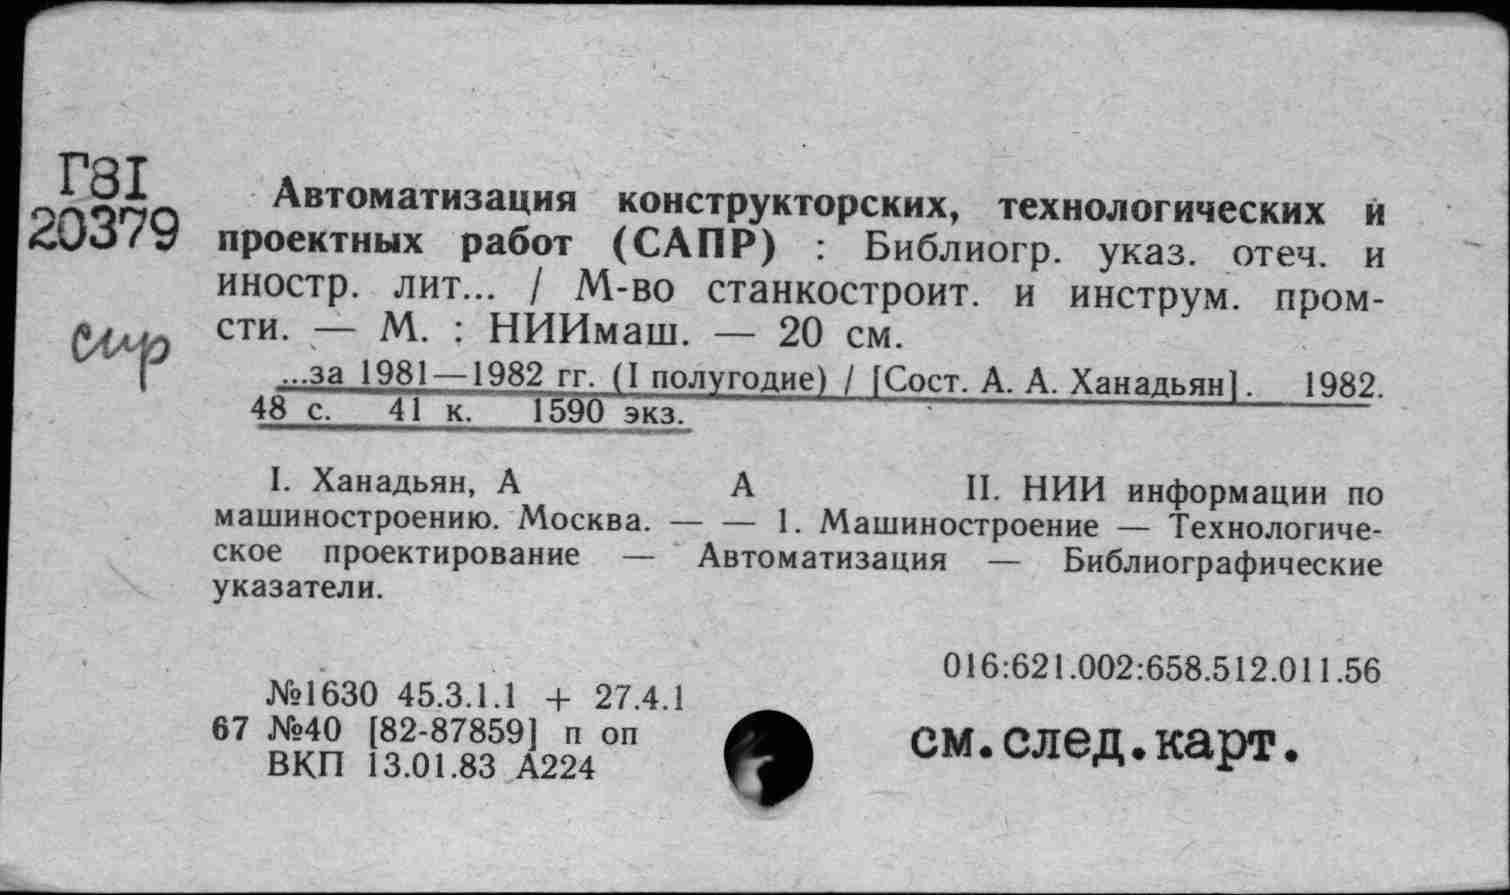 Г8I
20379
сир
Автоматизация конструкторских, технологических и
проектных работ (САПР) : Библиогр. указ. отеч. и
иностр. лит... / М-во станкостроит. и инструм. пром-
сти. — М. : НИИмаш. — 20 см.
...за 1981—1982 гг. (I полугодие) / [Сост. А. А. Ханадьян]. 1982.
48 с. 41 к. 1590 экз.
I. Ханадьян, А А II. НИИ информации по
машиностроению. Москва. — — 1. Машиностроение — Технологиче-
ское проектирование — Автоматизация — Библиографические
указатели.
016:621.002:658.512.011.56
№1630 45.3.1.1 + 27.4.1
67 №40 [82-87859] п оп
ВКП 13.01.83 А224
см.след.карт.